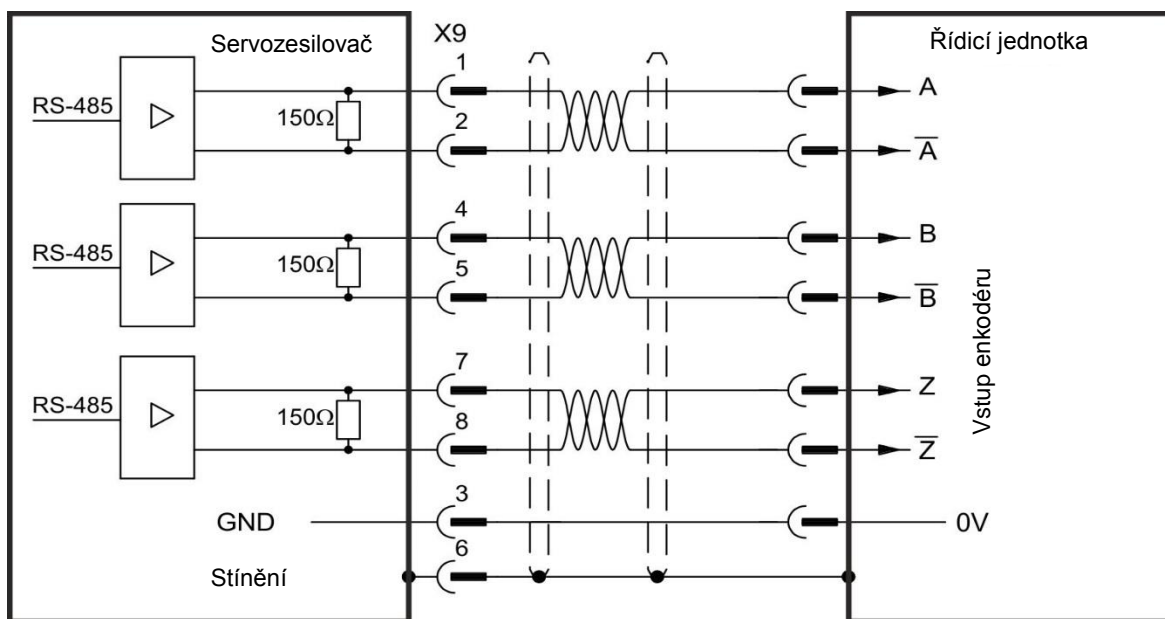 Servozesilovač
X9
Řídicí jednotka
1
A
RS-485
150Ω
2
A̅
4
B
RS-485
150Ω
5
B̅
7
Z
RS-485
150Ω
8
Z̅
Vstup enkodéru
3
GND
0V
6
Stínění